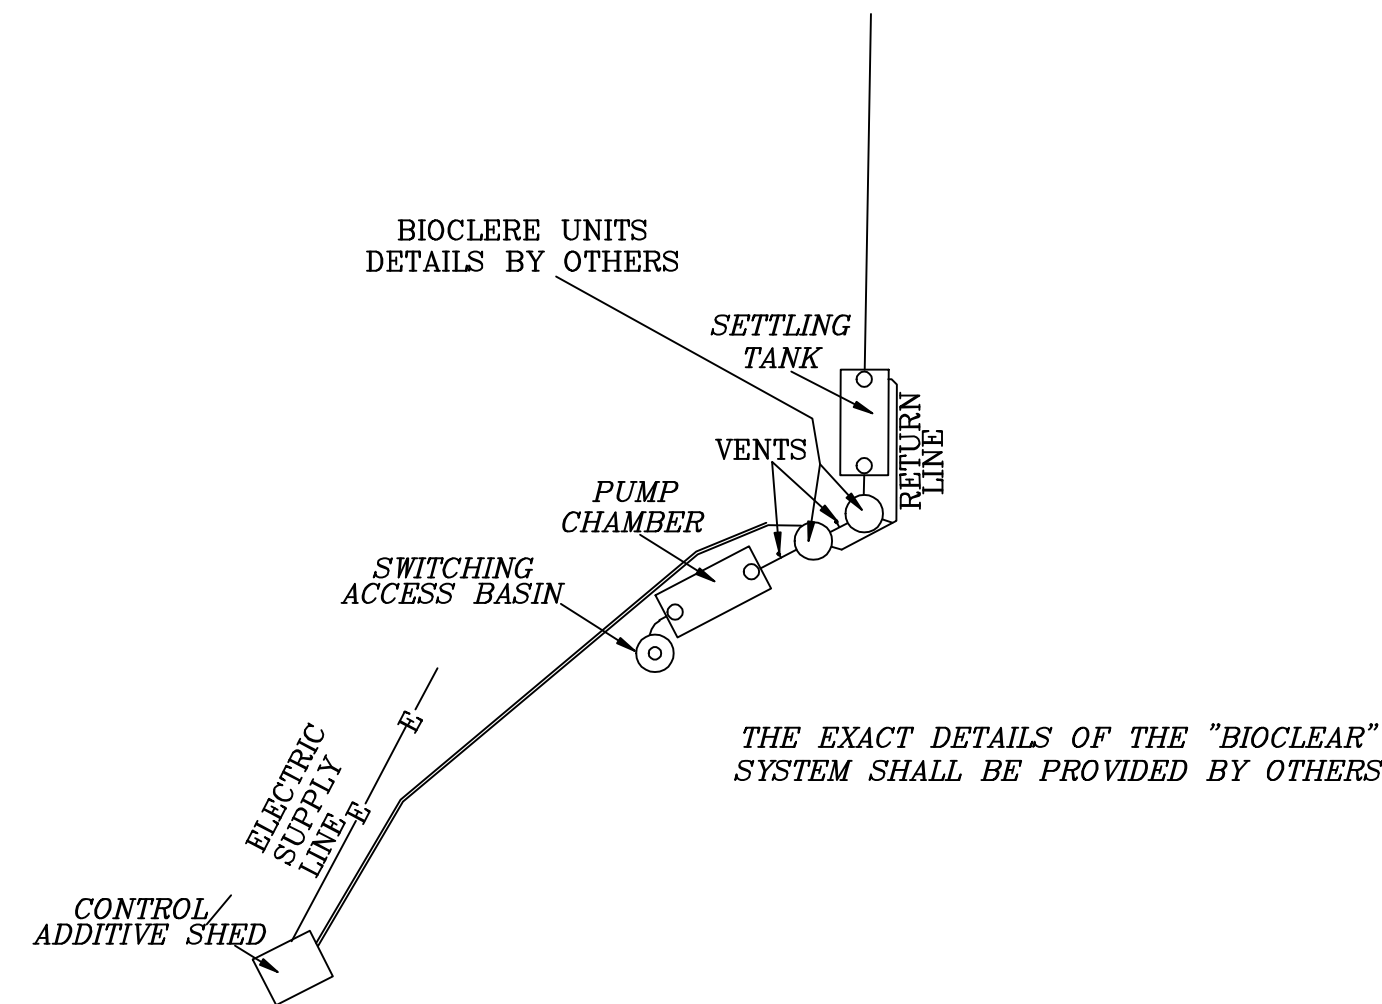 BIOCLERE UNITS
DETAILS BY OTHERS
SETTLING
TANK
RETURN
LINE
VENTS
PUMP
CHAMBER
SWITCHING
ACCESS BASIN
E
E
ELECTRIC
SUPPLY
LINE
THE EXACT DETAILS OF THE "BIOCLEAR"
SYSTEM SHALL BE PROVIDED BY OTHERS
CONTROL
ADDITIVE SHED